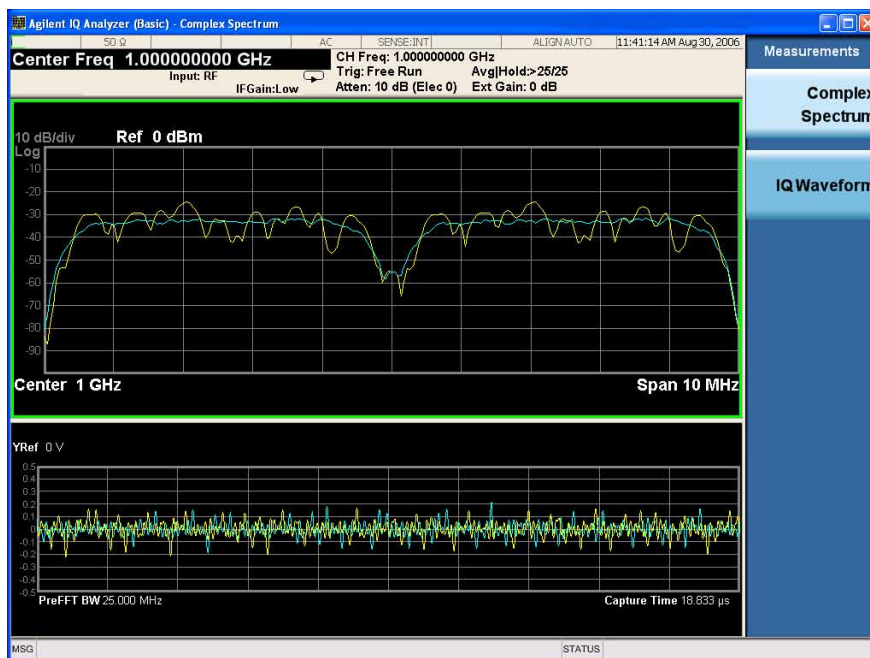 Agilent IQ Analyzer (Basic) - Complex Spectrum
50 Ω AC SENSE:INT ALIGN AUTO 11:41:14 AM Aug 30, 2006
Center Freq 1.000000000 GHz
Input: RF
IFGain:Low
CH Freq: 1.000000000 GHz
Trig: Free Run Avg|Hold:>25/25
Atten: 10 dB (Elec 0) Ext Gain: 0 dB
Measurements
Complex
Spectrum
IQ Waveform
10 dB/div Ref 0 dBm
Log
-10
-20
-30
-40
-50
-60
-70
-80
-90
Center 1 GHz Span 10 MHz
YRef 0 V
0.5
0.4
0.3
0.2
0.1
0
-0.1
-0.2
-0.3
-0.4
-0.5
PreFFT BW 25.000 MHz Capture Time 18.833 µs
MSG STATUS